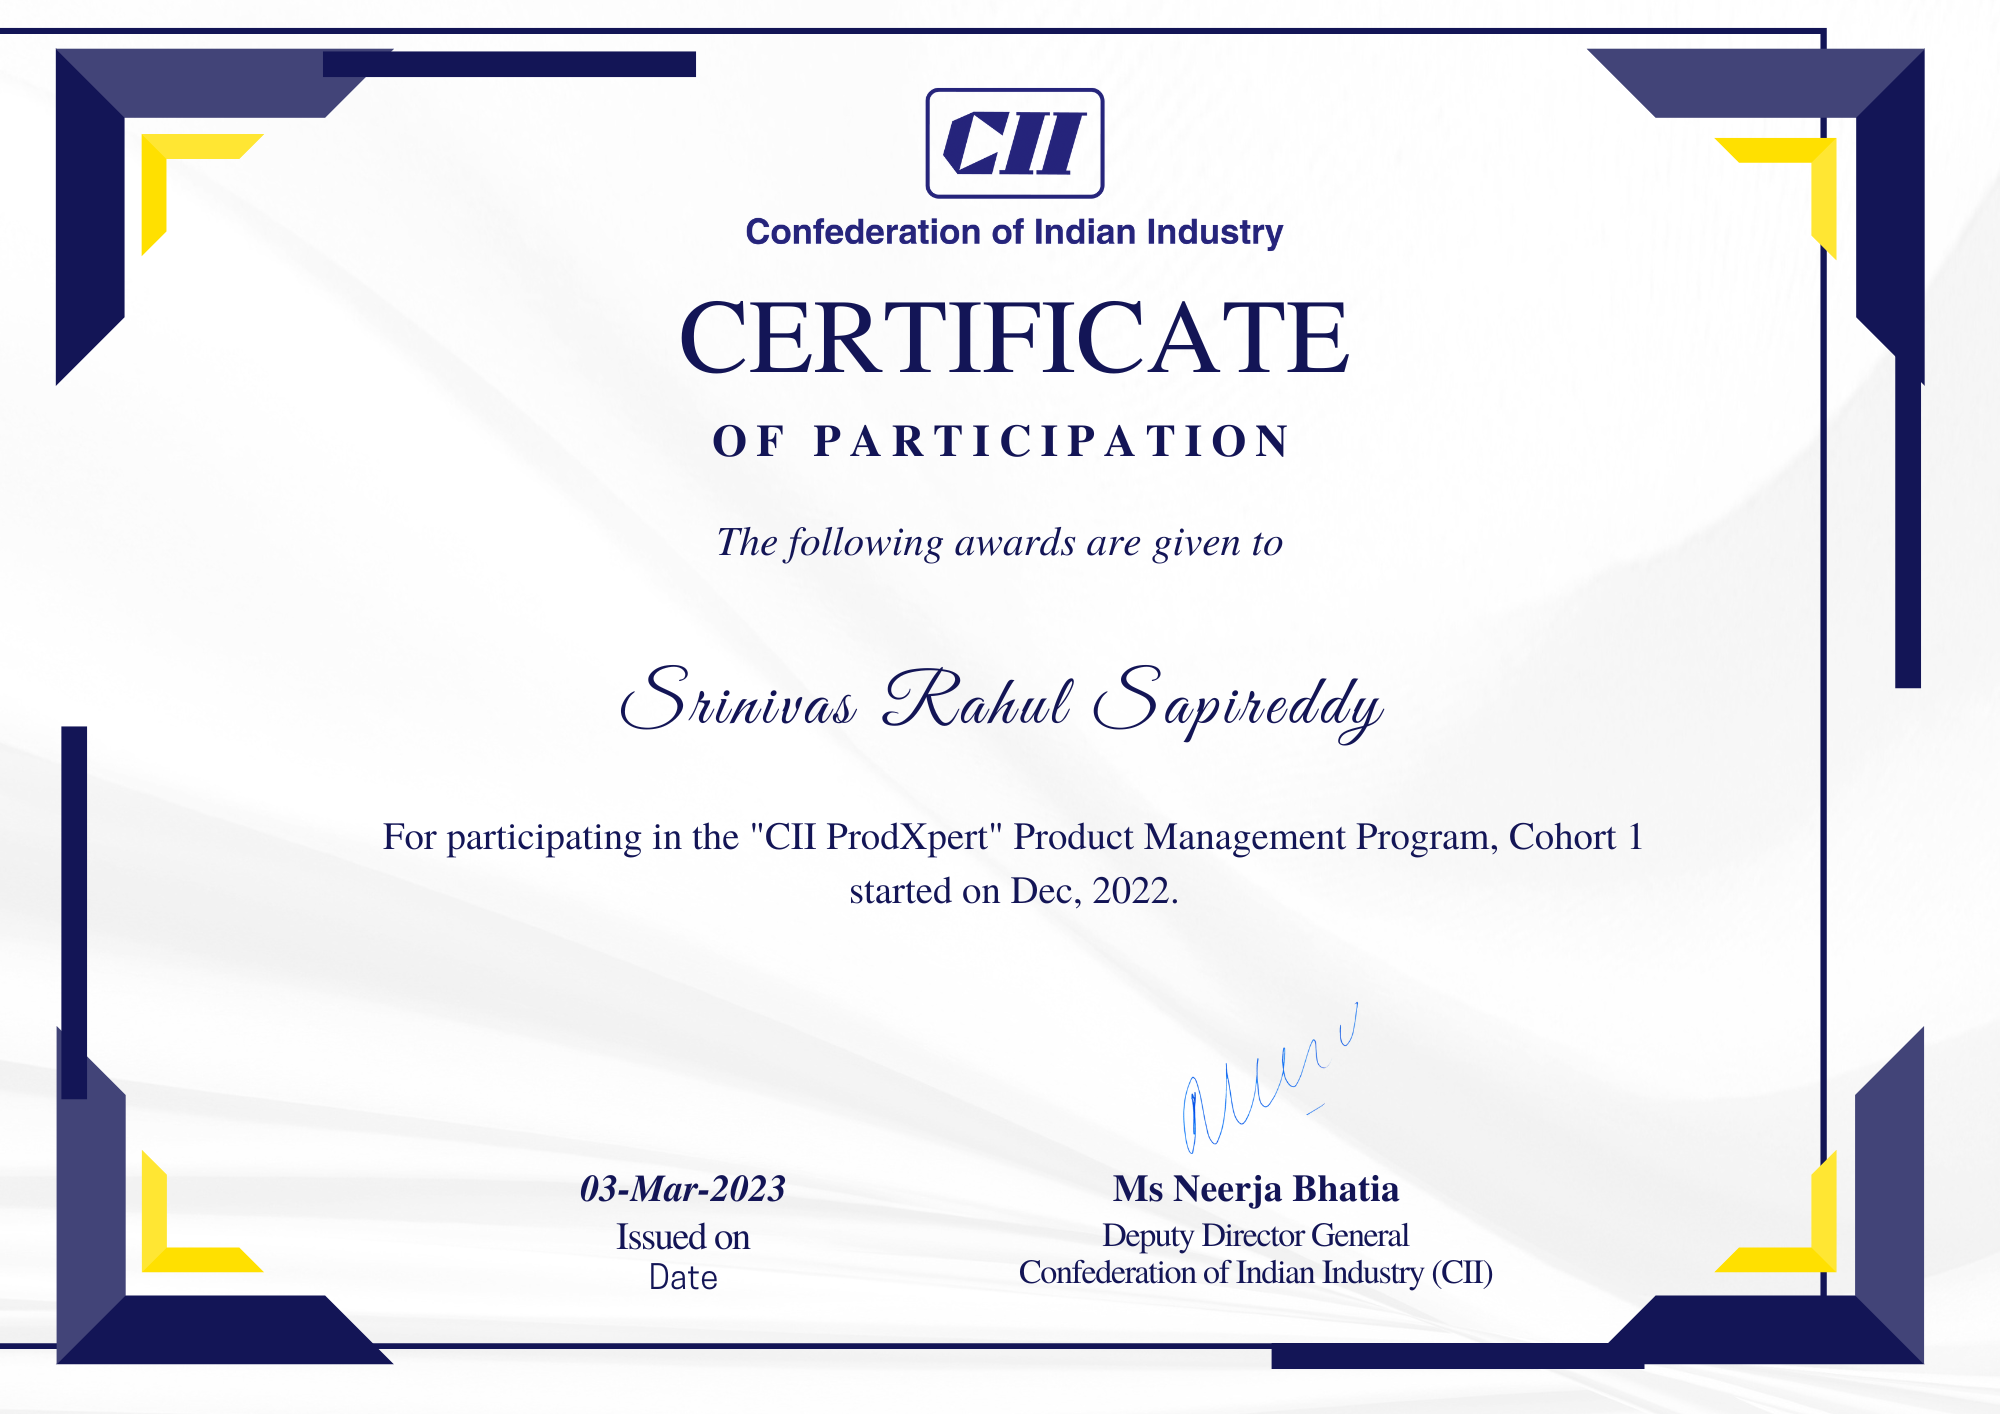 CII
Confederation of Indian Industry
CERTIFICATE
OF PARTICIPATION
The following awards are given to
Srinivas Rahul Sapireddy
For participating in the "CII ProdXpert" Product Management Program, Cohort 1
started on Dec, 2022.
03-Mar-2023
Issued on
Date
Ms Neerja Bhatia
Deputy Director General
Confederation of Indian Industry (CII)